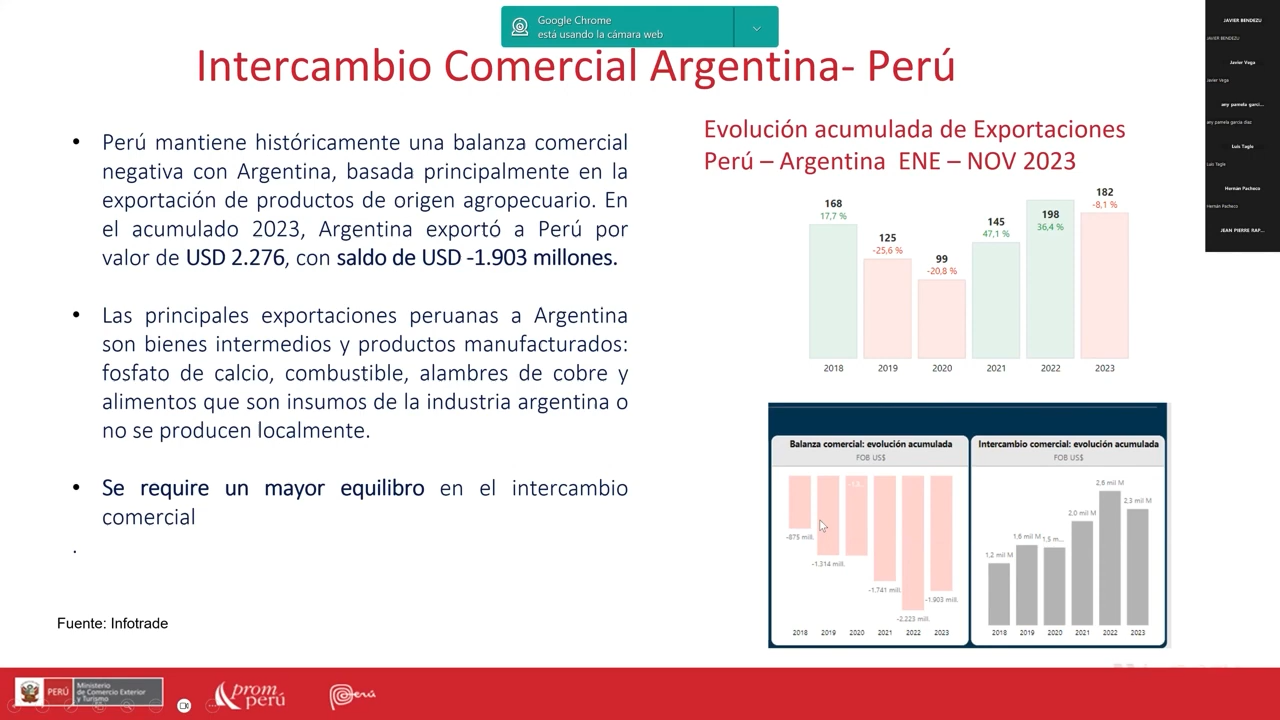 Google Chrome
está usando la cámara web
Intercambio Comercial Argentina- Perú
• Perú mantiene históricamente una balanza comercial
negativa con Argentina, basada principalmente en la
exportación de productos de origen agropecuario. En
el acumulado 2023, Argentina exportó a Perú por
valor de USD 2.276, con saldo de USD -1.903 millones.
• Las principales exportaciones peruanas a Argentina
son bienes intermedios y productos manufacturados:
fosfato de calcio, combustible, alambres de cobre y
alimentos que son insumos de la industria argentina o
no se producen localmente.
• Se require un mayor equilibro en el intercambio
comercial
.
Fuente: Infotrade
Evolución acumulada de Exportaciones
Perú – Argentina ENE – NOV 2023
168
17,7 %
125
-25,6 %
99
-20,8 %
145
47,1 %
198
36,4 %
182
-8,1 %
2018 2019 2020 2021 2022 2023
Balanza comercial: evolución acumulada
FOB US$
-875 mill.
-1.314 mill.
-1.3...
-1,741 mill.
-2.223 mill.
-1.903 mill.
2018 2019 2020 2021 2022 2023
Intercambio comercial: evolución acumulada
FOB US$
1,2 mil M
1,6 mil M
1,5 m...
2,0 mil M
2,6 mil M
2,3 mil M
2018 2019 2020 2021 2022 2023
JAVIER BENDEZU
JAVIER BENDEZU
Javier Vega
Javier Vega
any pamela garci...
any pamela garcia dias
Luis Tagle
Luis Tagle
Hernán Pacheco
Hernán Pacheco
JEAN PIERRE RAP...
PERÚ
Ministerio
de Comercio Exterior
y Turismo
prom
perú
Perú